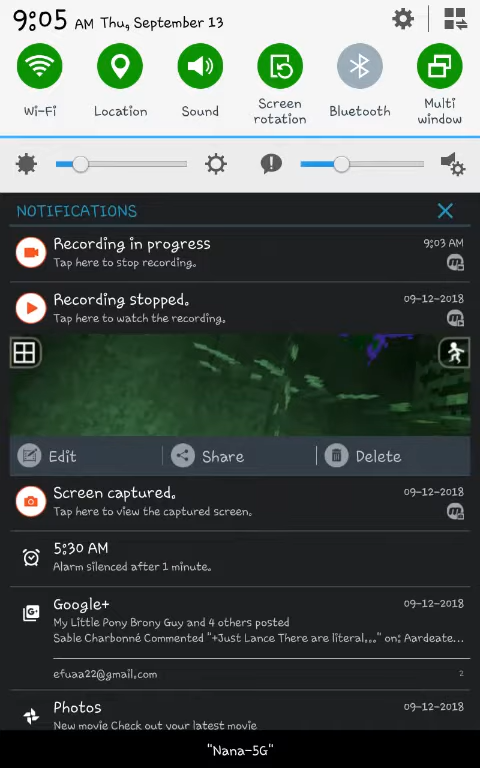 9:05 AM Thu, September 13
Wi-Fi
Location
Sound
Screen rotation
Bluetooth
Multi window
NOTIFICATIONS
Recording in progress
9:03 AM
Tap here to stop recording.
Recording stopped.
09-12-2018
Tap here to watch the recording.
Edit
Share
Delete
Screen captured.
09-12-2018
Tap here to view the captured screen.
5:30 AM
Alarm silenced after 1 minute.
Google+
09-12-2018
My Little Pony Brony Guy and 4 others posted
Sable Charbonné Commented "+Just Lance There are literal..." on: Aardeate...
efuaa22@gmail.com
2
Photos
09-12-2018
New movie Check out your latest movie
"Nana-5G"